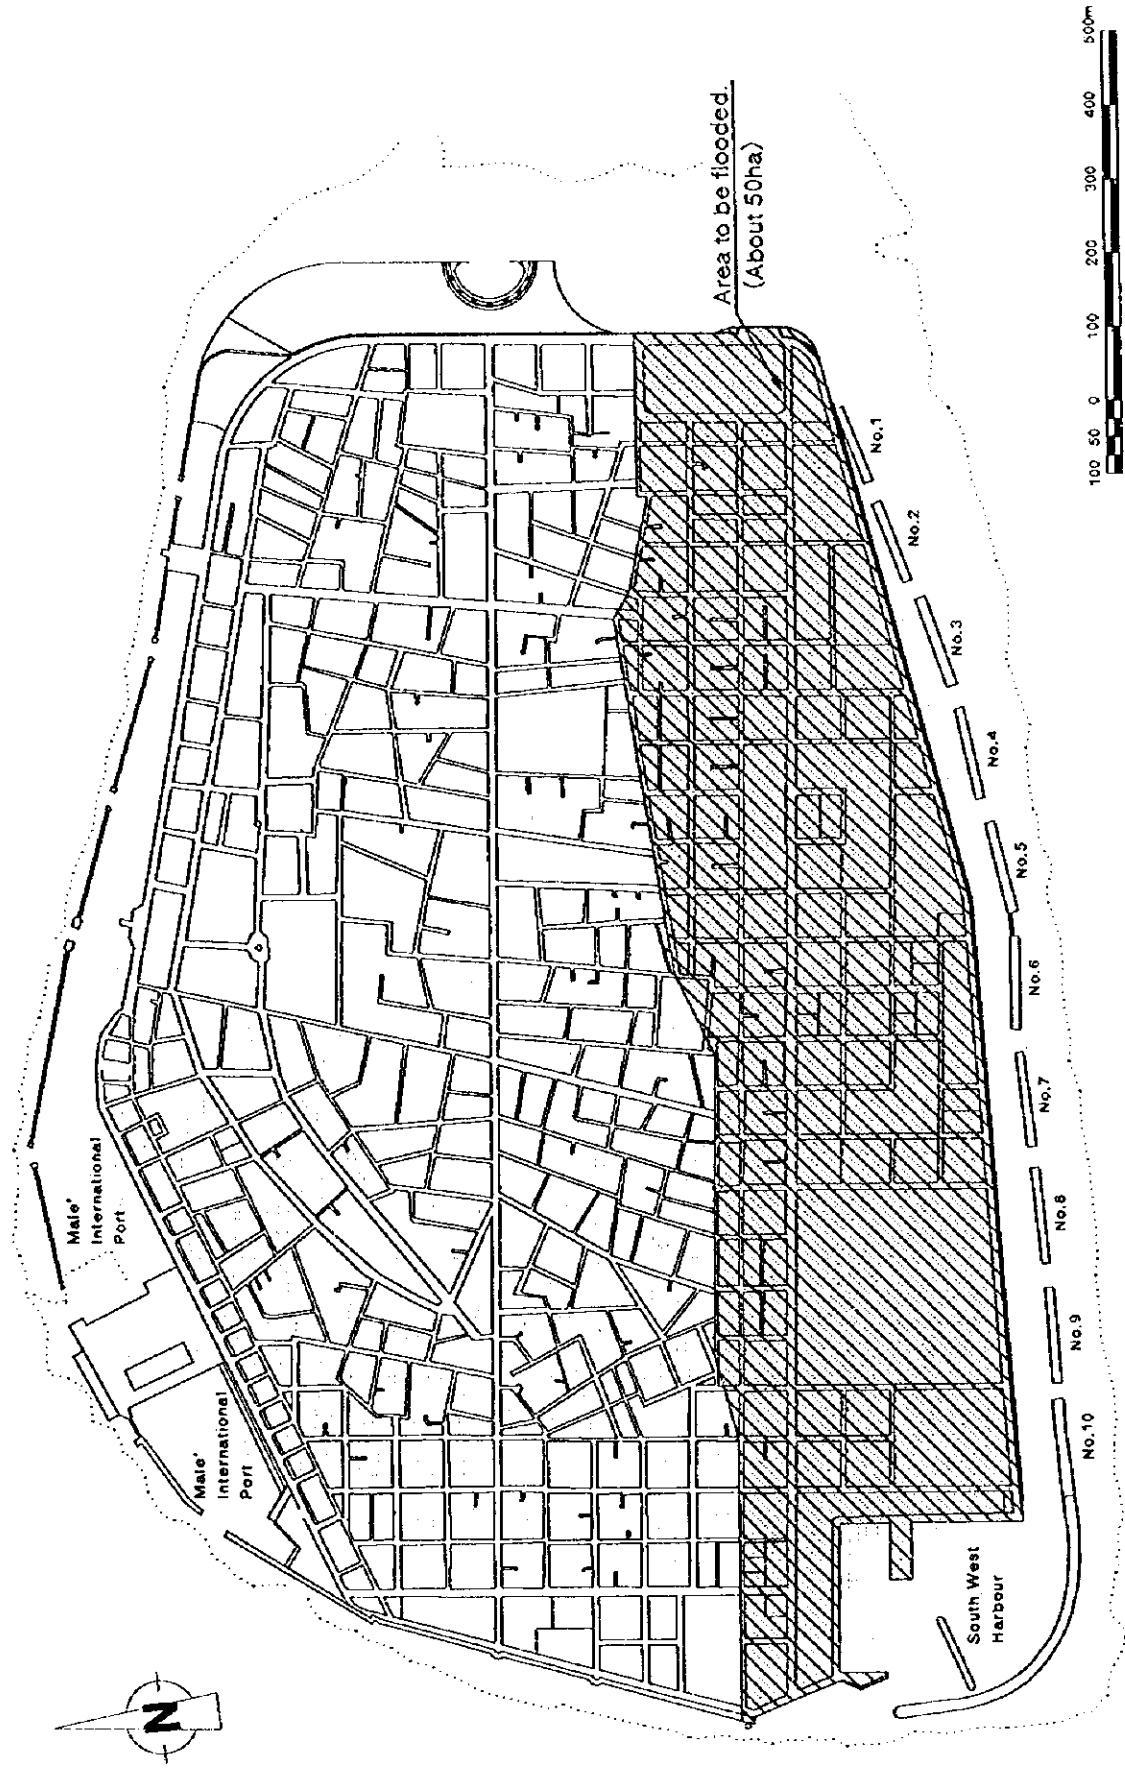 Male'
International
Port
Male'
International
Port
South West
Harbour
Area to be flooded.
(About 50ha)
No.1
No.2
No.3
No.4
No.5
No.6
No.7
No.8
No.9
No.10
N
100 50 0 100 200 300 400 500m